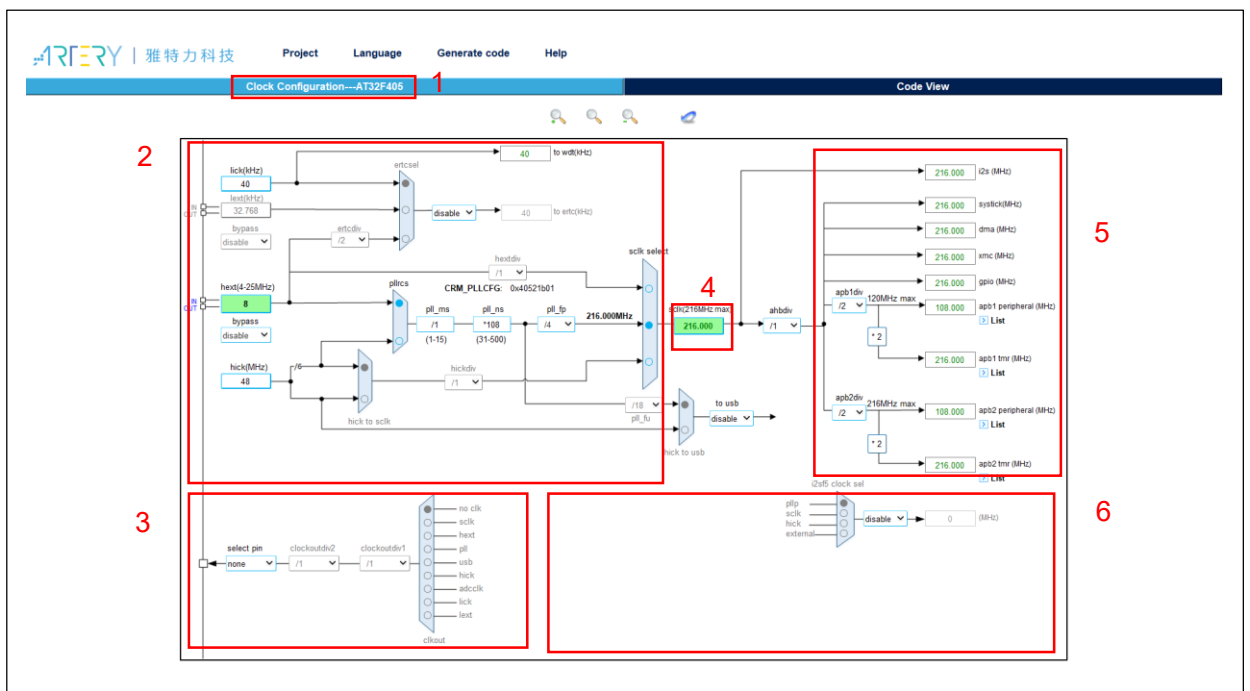 ARTERY | 雅特力科技
Project Language Generate code Help
Clock Configuration---AT32F405 1
Code View
2
lick(kHz)
40
40 to wdt(kHz)
ertcsel
IN
OUT
lext(kHz)
32.768
bypass
disable
ertcdiv
/2
disable
40 to ertc(kHz)
hextdiv
/1
sclk select
IN
OUT
hext(4-25MHz)
8
bypass
disable
pllrcs
CRM_PLLCFG: 0x40521b01
pll_ms
/1
(1-15)
pll_ns
*108
(31-500)
pll_fp
/4
216.000MHz
hick(MHz)
48
/6
hick to sclk
hickdiv
/1
/18
pll_fu
hick to usb
to usb
disable
4
sclk(216MHz max)
216.000
ahbdiv
/1
5
216.000 i2s (MHz)
216.000 systick(MHz)
216.000 dma (MHz)
216.000 xmc (MHz)
216.000 gpio (MHz)
apb1div
/2
120MHz max
108.000 apb1 peripheral (MHz)
List
* 2
216.000 apb1 tmr (MHz)
List
apb2div
/2
216MHz max
108.000 apb2 peripheral (MHz)
List
* 2
216.000 apb2 tmr (MHz)
List
3
select pin
none
clockoutdiv2
/1
clockoutdiv1
/1
no clk
sclk
hext
pll
usb
hick
adcclk
lick
lext
clkout
6
i2sf5 clock sel
pllp
sclk
hick
external
disable
0 (MHz)